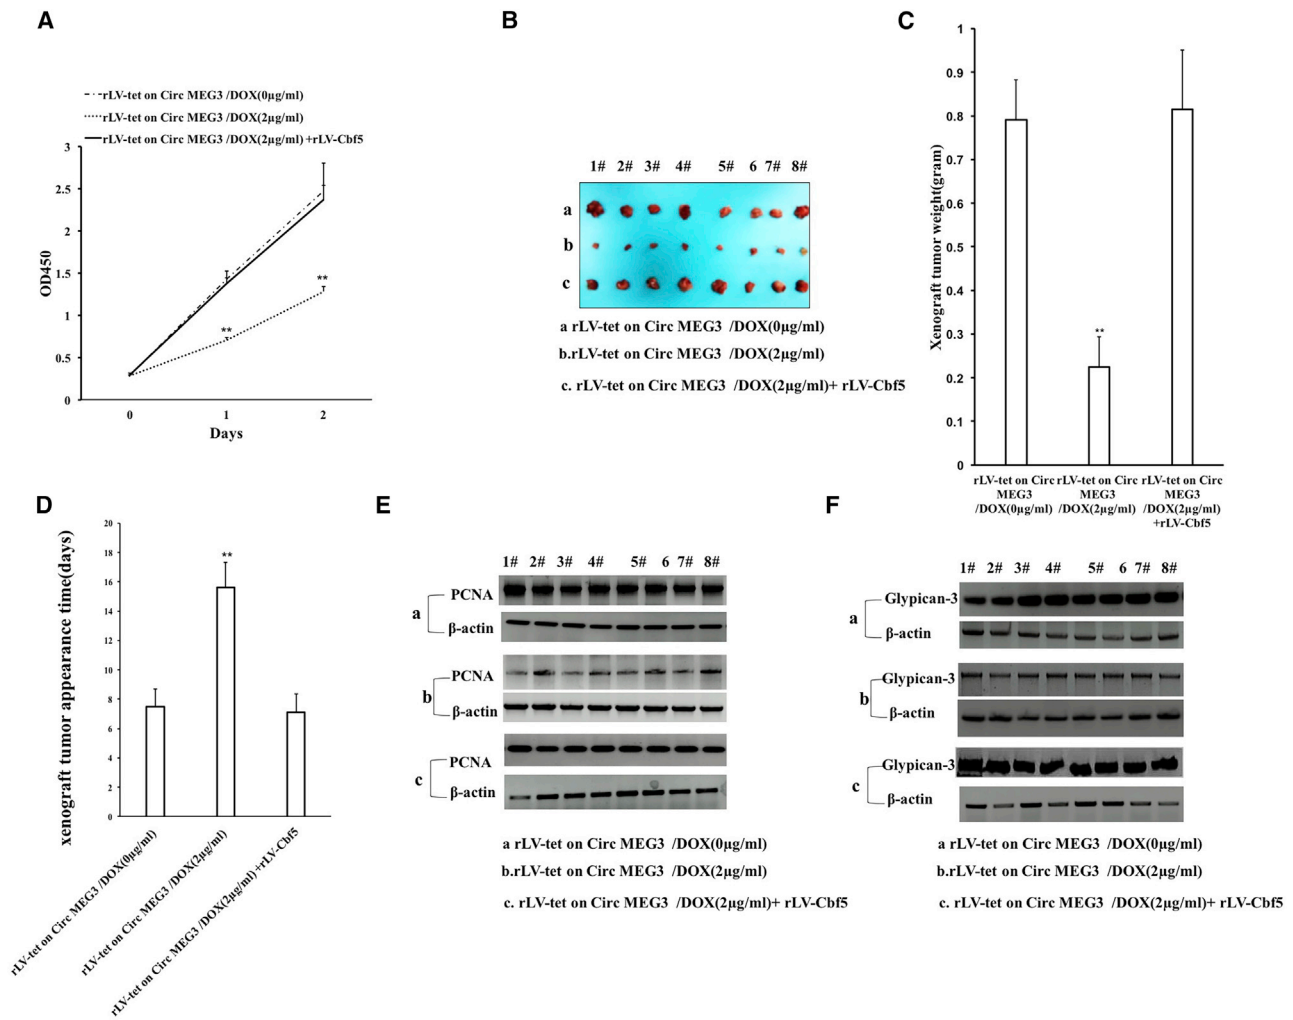 A
rLV-tet on Circ MEG3 /DOX(0μg/ml)
rLV-tet on Circ MEG3 /DOX(2μg/ml)
rLV-tet on Circ MEG3 /DOX(2μg/ml) +rLV-Cbf5
3
2.5
2
1.5
1
0.5
0
OD450
**
**
0 1 2
Days
B
1# 2# 3# 4# 5# 6 7# 8#
a
b
c
a rLV-tet on Circ MEG3 /DOX(0μg/ml)
b.rLV-tet on Circ MEG3 /DOX(2μg/ml)
c. rLV-tet on Circ MEG3 /DOX(2μg/ml)+ rLV-Cbf5
C
1
0.9
0.8
0.7
0.6
0.5
0.4
0.3
0.2
0.1
0
Xenograft tumor weight(gram)
**
rLV-tet on Circ
MEG3
/DOX(0μg/ml)
rLV-tet on Circ
MEG3
/DOX(2μg/ml)
rLV-tet on Circ
MEG3
/DOX(2μg/ml)
+rLV-Cbf5
D
20
18
16
14
12
10
8
6
4
2
0
xenograft tumor appearance time(days)
**
rLV-tet on Circ MEG3 /DOX(0μg/ml)
rLV-tet on Circ MEG3 /DOX(2μg/ml)
rLV-tet on Circ MEG3 /DOX(2μg/ml) +rLV-Cbf5
E
1# 2# 3# 4# 5# 6 7# 8#
a
PCNA
β-actin
b
PCNA
β-actin
c
PCNA
β-actin
a rLV-tet on Circ MEG3 /DOX(0μg/ml)
b.rLV-tet on Circ MEG3 /DOX(2μg/ml)
c. rLV-tet on Circ MEG3 /DOX(2μg/ml)+ rLV-Cbf5
F
1# 2# 3# 4# 5# 6 7# 8#
a
Glypican-3
β-actin
b
Glypican-3
β-actin
c
Glypican-3
β-actin
a rLV-tet on Circ MEG3 /DOX(0μg/ml)
b.rLV-tet on Circ MEG3 /DOX(2μg/ml)
c. rLV-tet on Circ MEG3 /DOX(2μg/ml)+ rLV-Cbf5